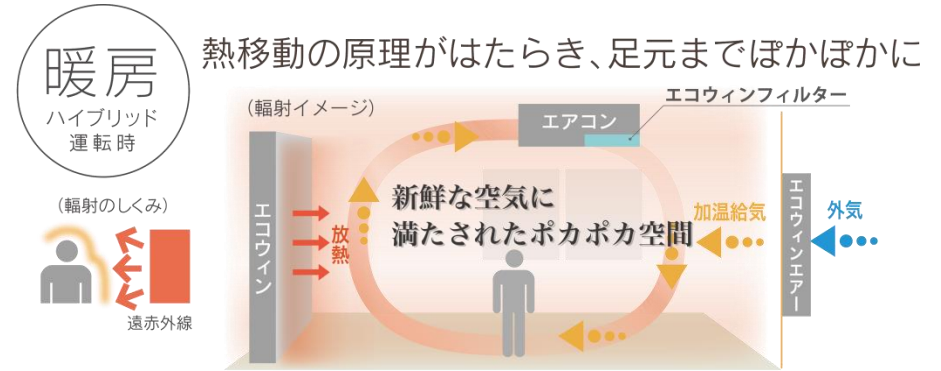 暖房
ハイブリッド
運転時
熱移動の原理がはたらき、足元までぽかぽかに
(輻射イメージ)
エコウィンフィルター
エアコン
(輻射のしくみ)
遠赤外線
エコウイン
放熱
新鮮な空気に
満たされたポカポカ空間
加温給気
エコウィンエアー
外気